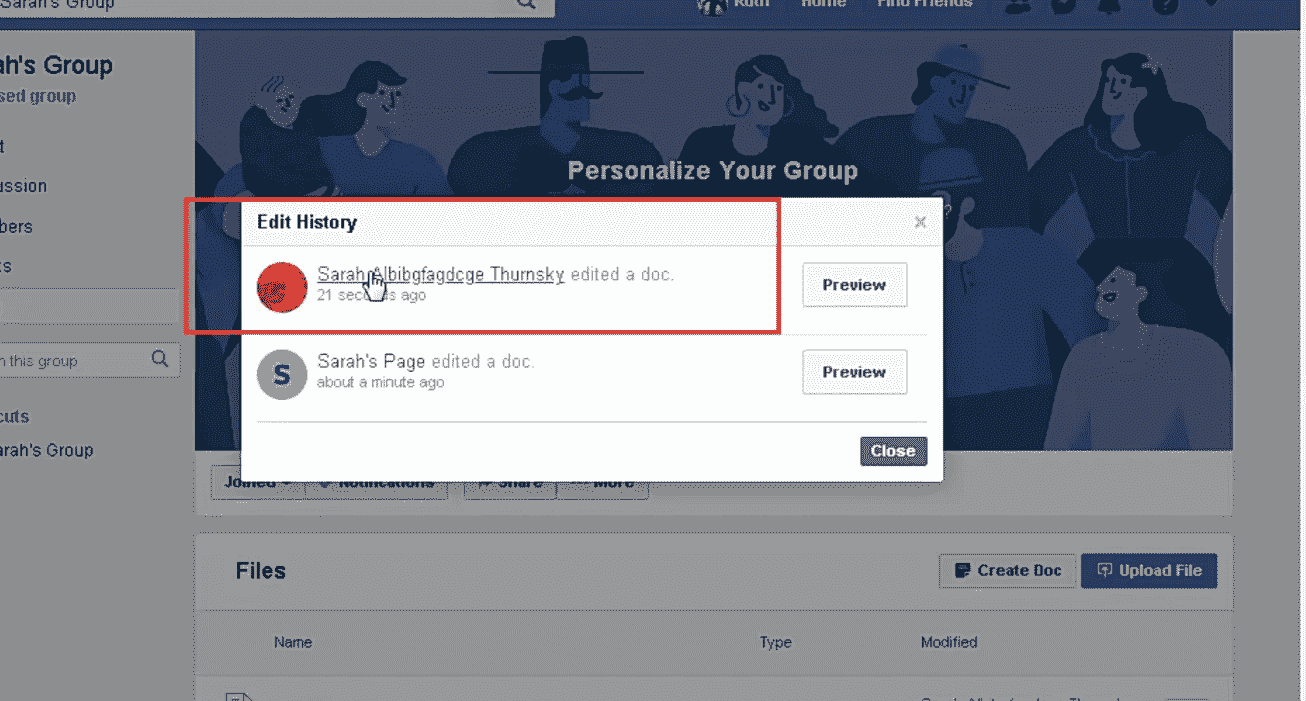 Sarah's Group
Ruth Home Find Friends
ah's Group
sed group
t
ussion
bers
ts
n this group
cuts
arah's Group
Personalize Your Group
?
Edit History
Sarah Albibgfagdcge Thurnsky edited a doc.
21 seconds ago
Preview
Sarah's Page edited a doc.
about a minute ago
S
Preview
Close
Joined Notifications Share More
Files
Create Doc Upload File
Name Type Modified